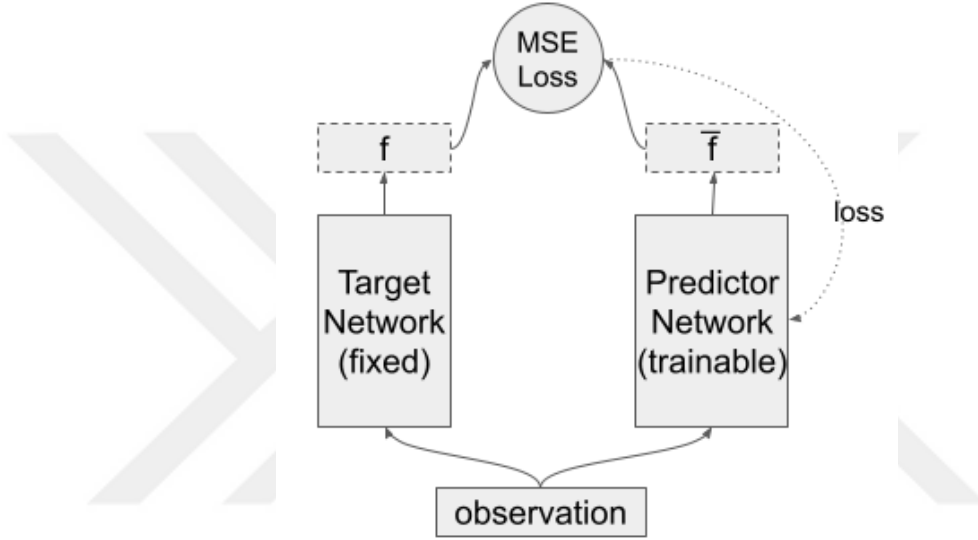 MSE
Loss
f
f̅
loss
Target
Network
(fixed)
Predictor
Network
(trainable)
observation